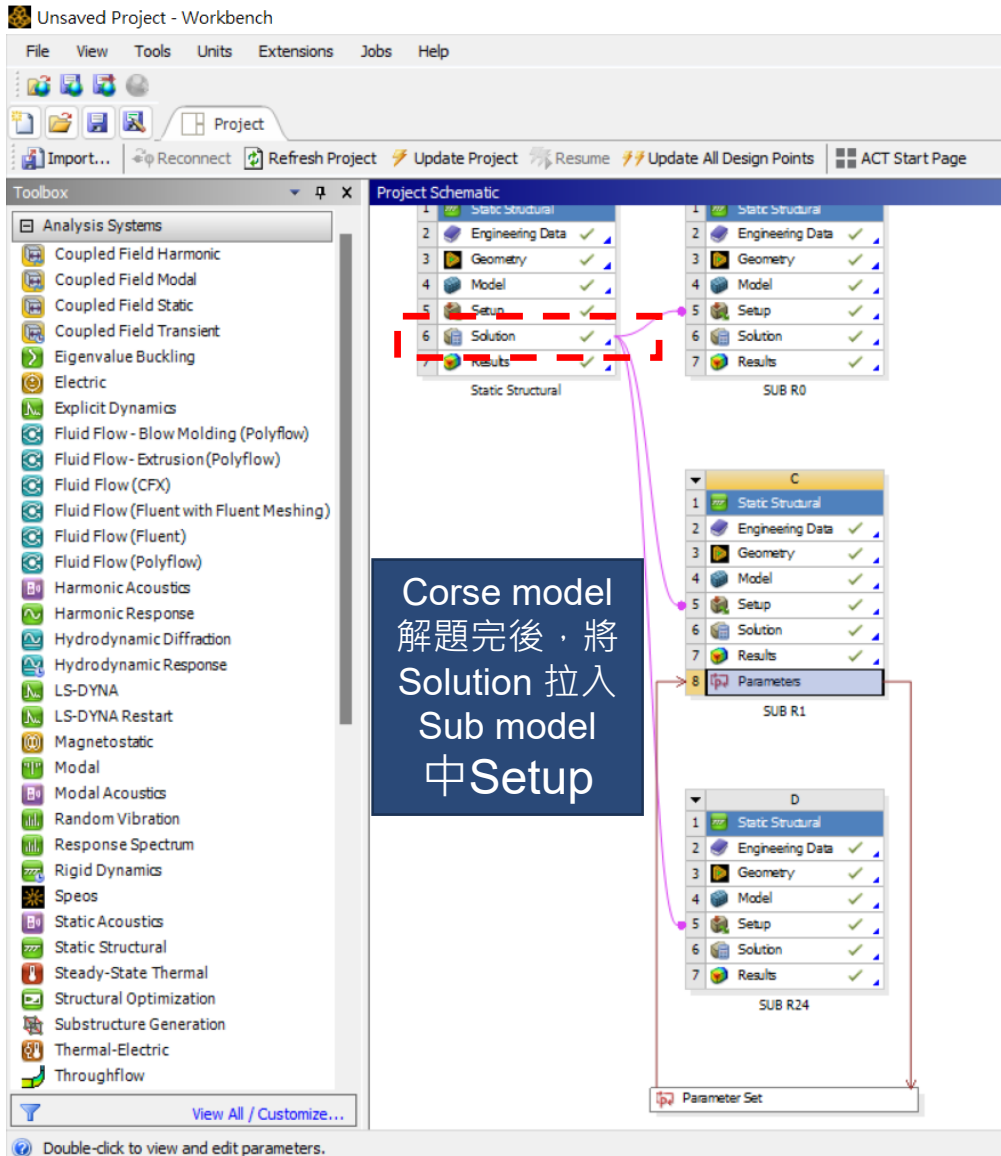 Unsaved Project - Workbench
File View Tools Units Extensions Jobs Help
Project
Import... Reconnect Refresh Project Update Project Resume Update All Design Points ACT Start Page
Toolbox
Analysis Systems
Coupled Field Harmonic
Coupled Field Modal
Coupled Field Static
Coupled Field Transient
Eigenvalue Buckling
Electric
Explicit Dynamics
Fluid Flow - Blow Molding (Polyflow)
Fluid Flow - Extrusion (Polyflow)
Fluid Flow (CFX)
Fluid Flow (Fluent with Fluent Meshing)
Fluid Flow (Fluent)
Fluid Flow (Polyflow)
Harmonic Acoustics
Harmonic Response
Hydrodynamic Diffraction
Hydrodynamic Response
LS-DYNA
LS-DYNA Restart
Magnetostatic
Modal
Modal Acoustics
Random Vibration
Response Spectrum
Rigid Dynamics
Speos
Static Acoustics
Static Structural
Steady-State Thermal
Structural Optimization
Substructure Generation
Thermal-Electric
Throughflow
View All / Customize...
Project Schematic
1 Static Structural
2 Engineering Data
3 Geometry
4 Model
5 Setup
6 Solution
7 Results
Static Structural
1 Static Structural
2 Engineering Data
3 Geometry
4 Model
5 Setup
6 Solution
7 Results
SUB R0
C
1 Static Structural
2 Engineering Data
3 Geometry
4 Model
5 Setup
6 Solution
7 Results
8 Parameters
SUB R1
Corse model
解題完後，將
Solution 拉入
Sub model
中Setup
D
1 Static Structural
2 Engineering Data
3 Geometry
4 Model
5 Setup
6 Solution
7 Results
SUB R24
Parameter Set
Double-click to view and edit parameters.